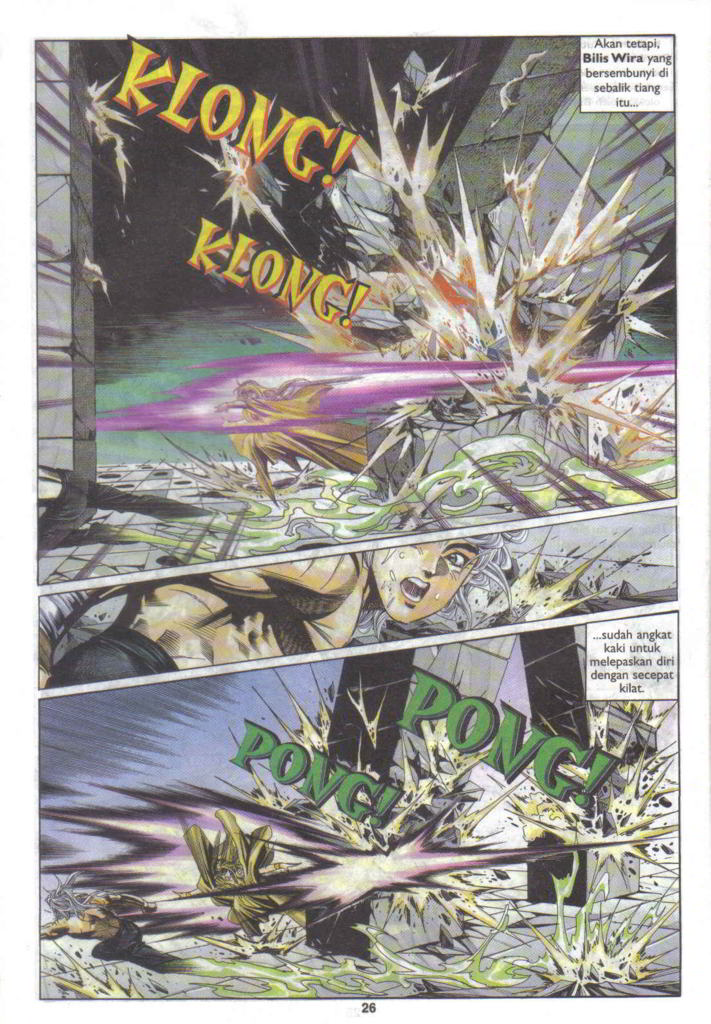 Akan tetapi,
Bilis Wira yang
bersembunyi di
sebalik tiang
itu...
KLONG!
KLONG!
...sudah angkat
kaki untuk
melepaskan diri
dengan secepat
kilat.
PONG!
PONG!
26